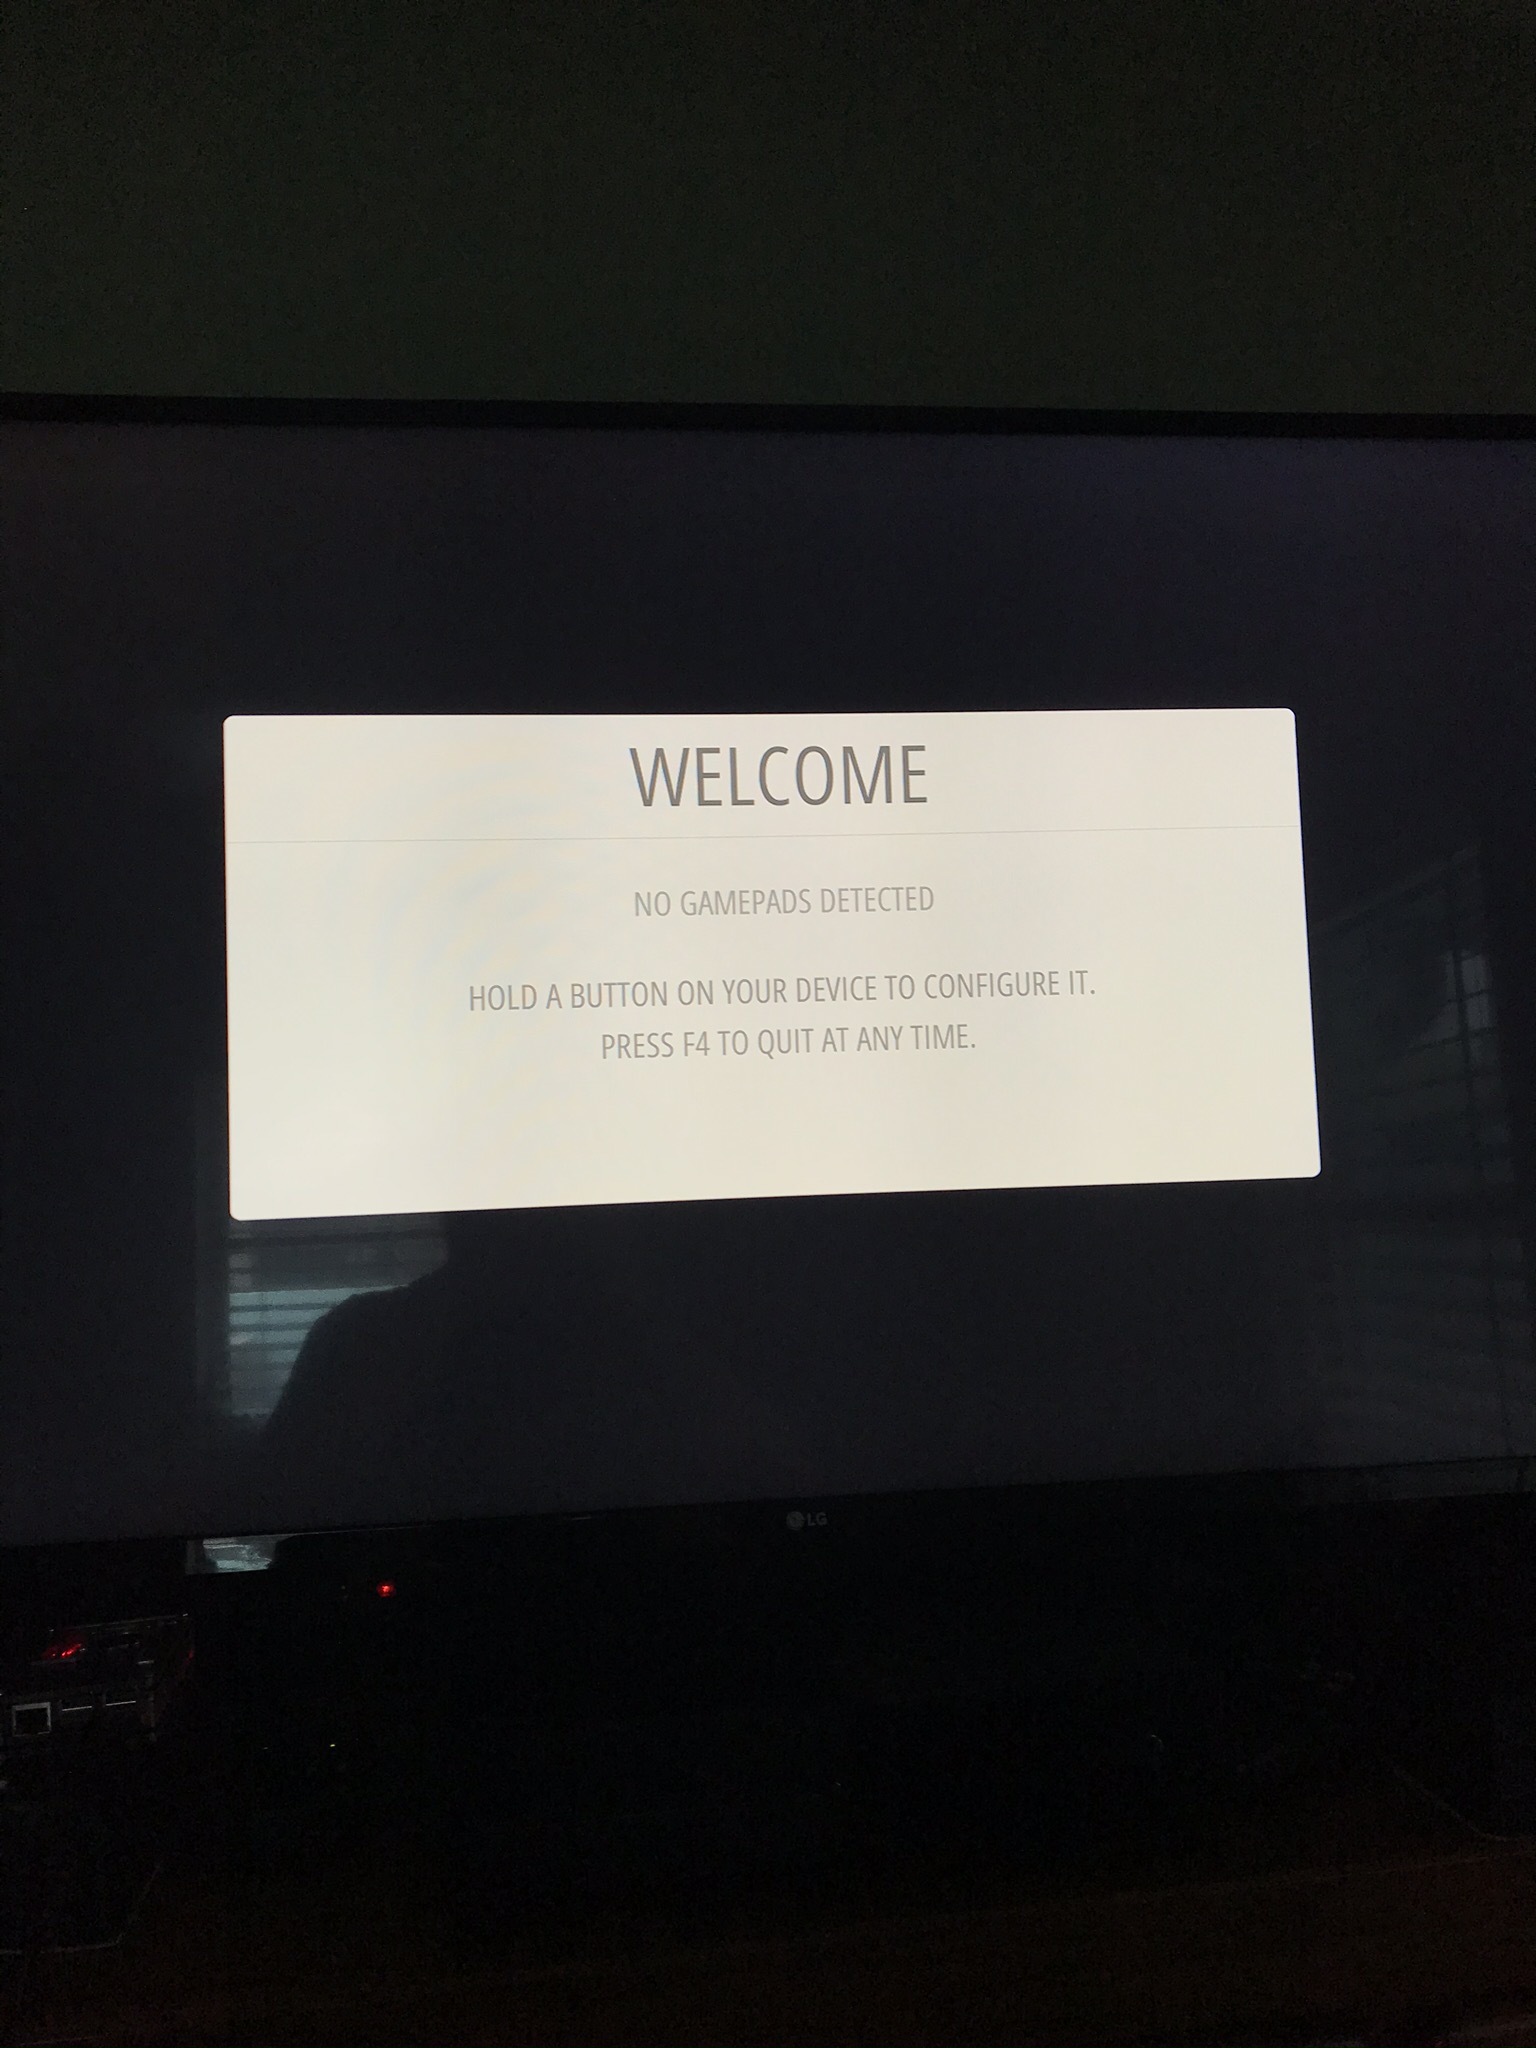 WELCOME
NO GAMEPADS DETECTED
HOLD A BUTTON ON YOUR DEVICE TO CONFIGURE IT.
PRESS F4 TO QUIT AT ANY TIME.
LG